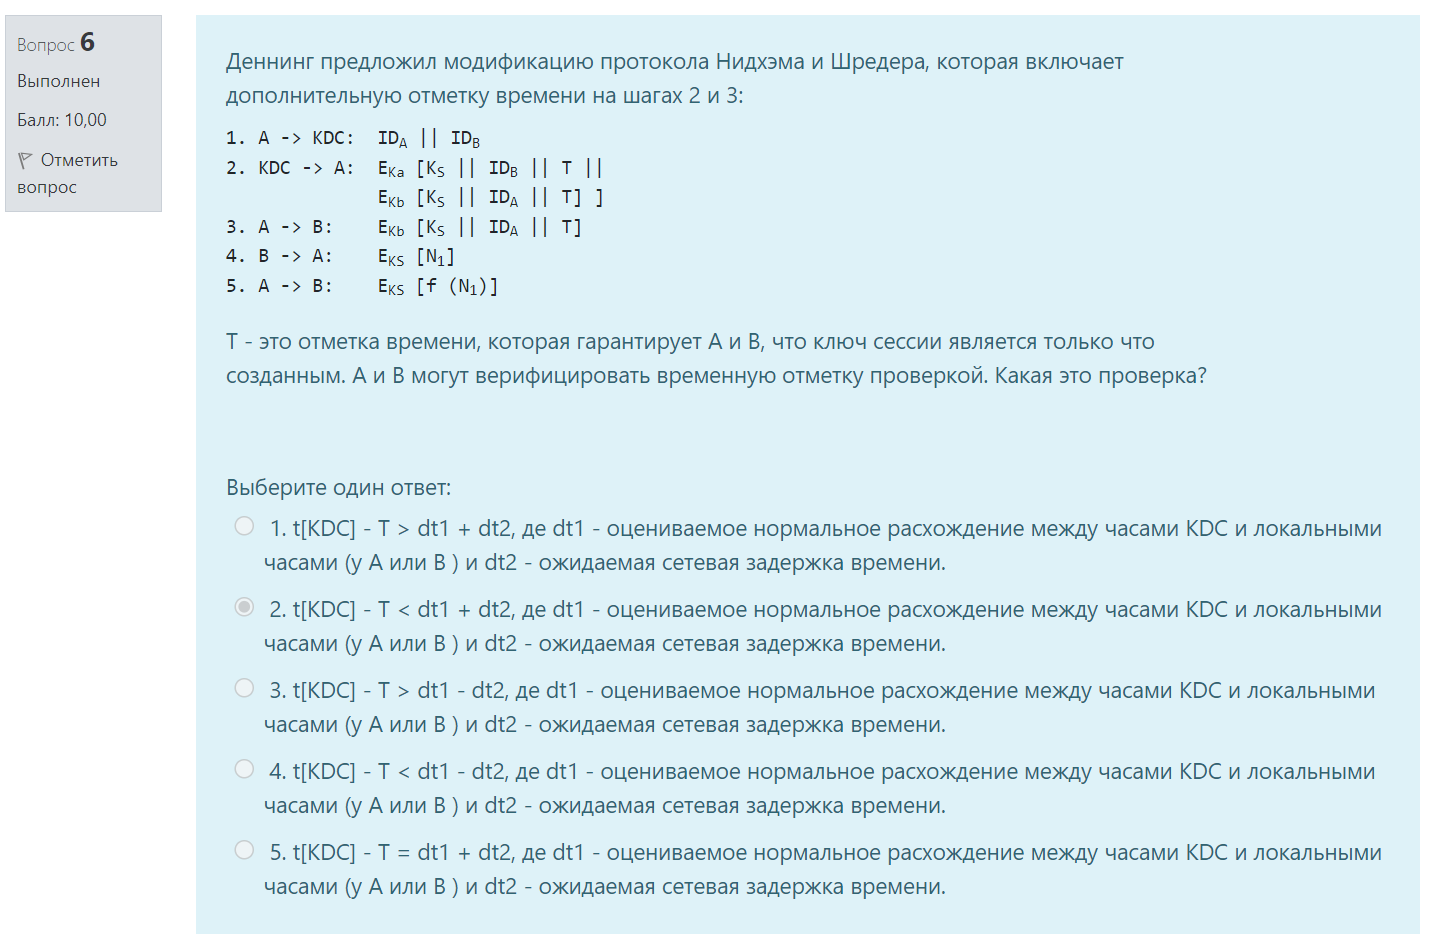 Вопрос 6
Выполнен
Балл: 10,00
Отметить
вопрос
Деннинг предложил модификацию протокола Нидхэма и Шредера, которая включает
дополнительную отметку времени на шагах 2 и 3:
1. A -> KDC: IDA || IDB
2. KDC -> A: EKa [KS || IDB || T ||
EKb [KS || IDA || T] ]
3. A -> B: EKb [KS || IDA || T]
4. B -> A: EKS [N1]
5. A -> B: EKS [f (N1)]
T - это отметка времени, которая гарантирует A и B, что ключ сессии является только что
созданным. A и B могут верифицировать временную отметку проверкой. Какая это проверка?
Выберите один ответ:
1. t[KDC] - T > dt1 + dt2, де dt1 - оцениваемое нормальное расхождение между часами KDC и локальными
часами (у A или B ) и dt2 - ожидаемая сетевая задержка времени.
2. t[KDC] - T < dt1 + dt2, де dt1 - оцениваемое нормальное расхождение между часами KDC и локальными
часами (у A или B ) и dt2 - ожидаемая сетевая задержка времени.
3. t[KDC] - T > dt1 - dt2, де dt1 - оцениваемое нормальное расхождение между часами KDC и локальными
часами (у A или B ) и dt2 - ожидаемая сетевая задержка времени.
4. t[KDC] - T < dt1 - dt2, де dt1 - оцениваемое нормальное расхождение между часами KDC и локальными
часами (у A или B ) и dt2 - ожидаемая сетевая задержка времени.
5. t[KDC] - T = dt1 + dt2, де dt1 - оцениваемое нормальное расхождение между часами KDC и локальными
часами (у A или B ) и dt2 - ожидаемая сетевая задержка времени.